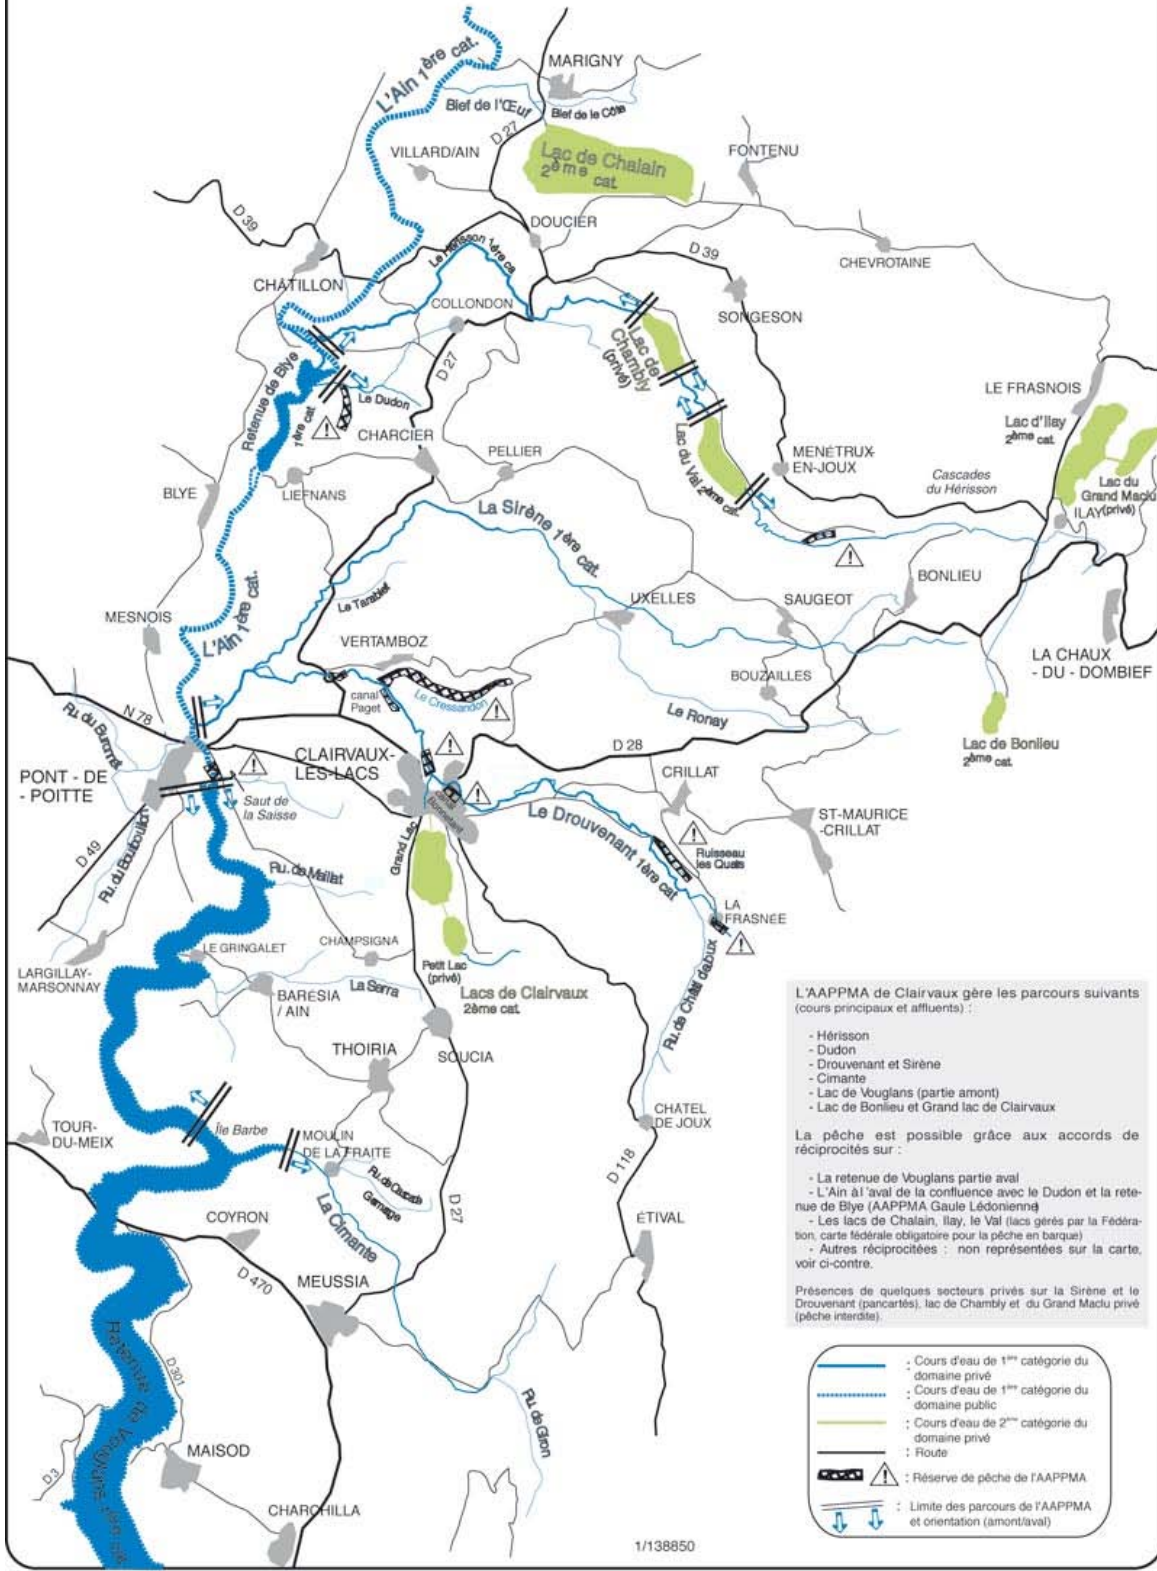 L'Ain 1ère cat.
MARIGNY
Bief de l'Œuf
Bief de la Côte
D 27
VILLARD/AIN
Lac de Chalain
2ème cat.
FONTENU
D 39
DOUCIER
Le Hérisson 1ère ca
D 39
CHEVROTAINE
CHÂTILLON
COLLONDON
SONGESON
Lac de
Chambly
(privé)
Retenue de Blye
1ère cat
D 27
Le Dudon
LE FRASNOIS
Lac d'Ilay
2ème cat.
CHARCIER
PELLIER
MENÉTRUX-
EN-JOUX
Lac du Val 2ème cat.
Cascades
du Hérisson
Lac du
Grand Maclu
(privé)
ILAY
BLYE
LIEFNANS
La Sirène 1ère cat.
BONLIEU
L'Ain 1ère cat.
Le Tarabief
UXELLES
SAUGEOT
MESNOIS
VERTAMBOZ
LA CHAUX
- DU - DOMBIEF
BOUZAILLES
canal
Paget
Le Cressandon
N 78
Le Ronay
Lac de Bonlieu
2ème cat.
D 28
CLAIRVAUX-
LES-LACS
PONT - DE
- POITTE
CRILLAT
Saut de
la Saisse
canal
ST-MAURICE
-CRILLAT
Le Drouvenant 1ère cat
Grand Lac
D 49
Ruisseau
les Quais
Ru. du Bourbouillon
Ru. de Maillat
LA
FRASNÉE
LE GRINGALET
CHAMPSIGNA
LARGILLAY-
MARSONNAY
Petit Lac
(privé)
BARÉSIA
/ AIN
La Serra
Lacs de Clairvaux
2ème cat.
L'AAPPMA de Clairvaux gère les parcours suivants
(cours principaux et affluents) :
- Hérisson
- Dudon
- Drouvenant et Sirène
- Cimante
- Lac de Vouglans (partie amont)
- Lac de Bonlieu et Grand lac de Clairvaux
La pêche est possible grâce aux accords de
réciprocités sur :
- La retenue de Vouglans partie aval
- L'Ain à l'aval de la confluence avec le Dudon et la rete-
nue de Blye (AAPPMA Gaule Lédonienne)
- Les lacs de Chalain, Ilay, le Val (lacs gérés par la Fédéra-
tion, carte fédérale obligatoire pour la pêche en barque)
- Autres réciprocitées : non représentées sur la carte,
voir ci-contre.
Présences de quelques secteurs privés sur la Sirène et le
Drouvenant (pancartés), lac de Chambly et du Grand Maclu privé
(pêche interdite).
THOIRIA
SOUCIA
CHÂTEL
DE JOUX
TOUR-
DU-MEIX
Île Barbe
MOULIN
DE LA FRAITE
D 118
La Cimante
D 27
COYRON
ÉTIVAL
D 470
MEUSSIA
Retenue de Vouglans
D 301
Ru. de Giron
MAISOD
D 3
CHARCHILLA
: Cours d'eau de 1ère catégorie du
domaine privé
: Cours d'eau de 1ère catégorie du
domaine public
: Cours d'eau de 2ème catégorie du
domaine privé
: Route
: Réserve de pêche de l'AAPPMA
: Limite des parcours de l'AAPPMA
et orientation (amont/aval)
1/138850